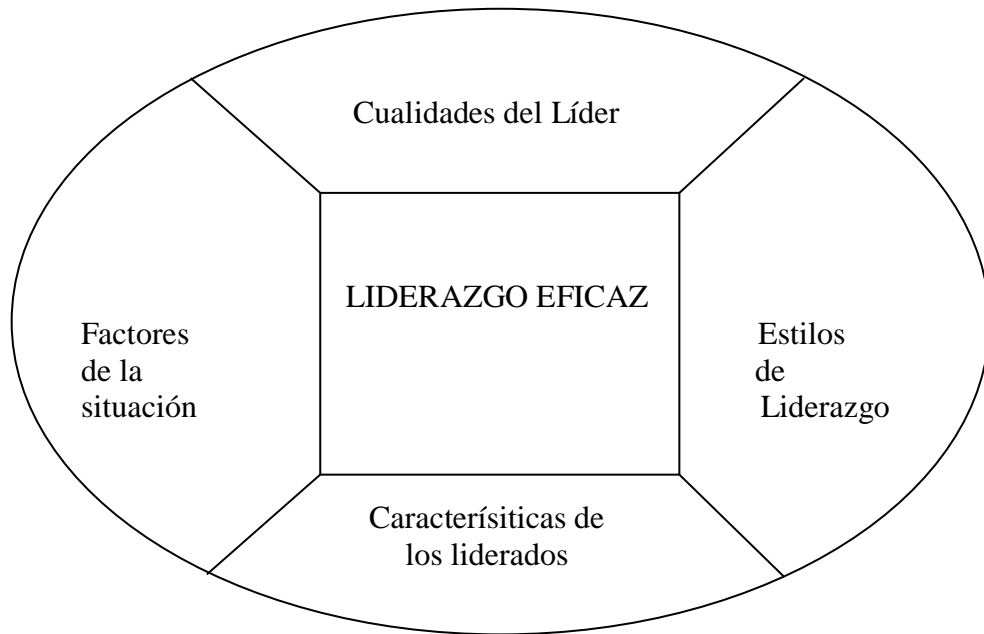 Cualidades del Líder
LIDERAZGO EFICAZ
Factores
de la
situación
Estilos
de
Liderazgo
Caracterísiticas de
los liderados